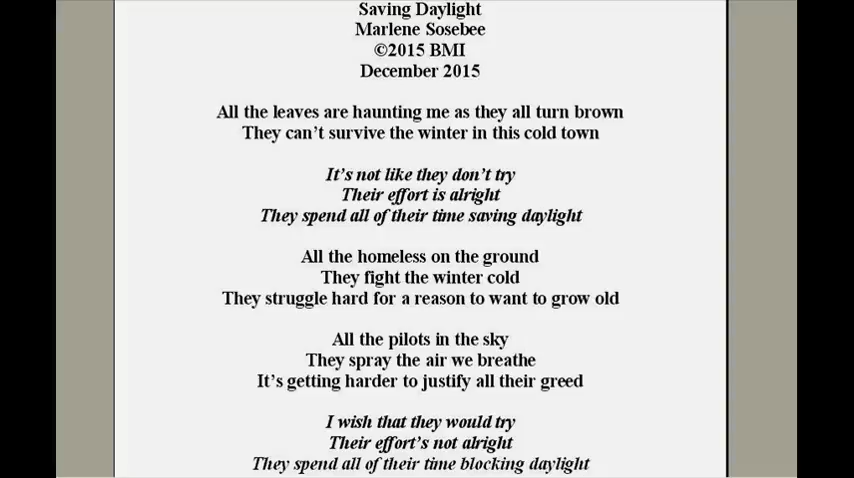 Saving Daylight
Marlene Sosebee
©2015 BMI
December 2015
All the leaves are haunting me as they all turn brown
They can’t survive the winter in this cold town
It’s not like they don’t try
Their effort is alright
They spend all of their time saving daylight
All the homeless on the ground
They fight the winter cold
They struggle hard for a reason to want to grow old
All the pilots in the sky
They spray the air we breathe
It’s getting harder to justify all their greed
I wish that they would try
Their effort’s not alright
They spend all of their time blocking daylight